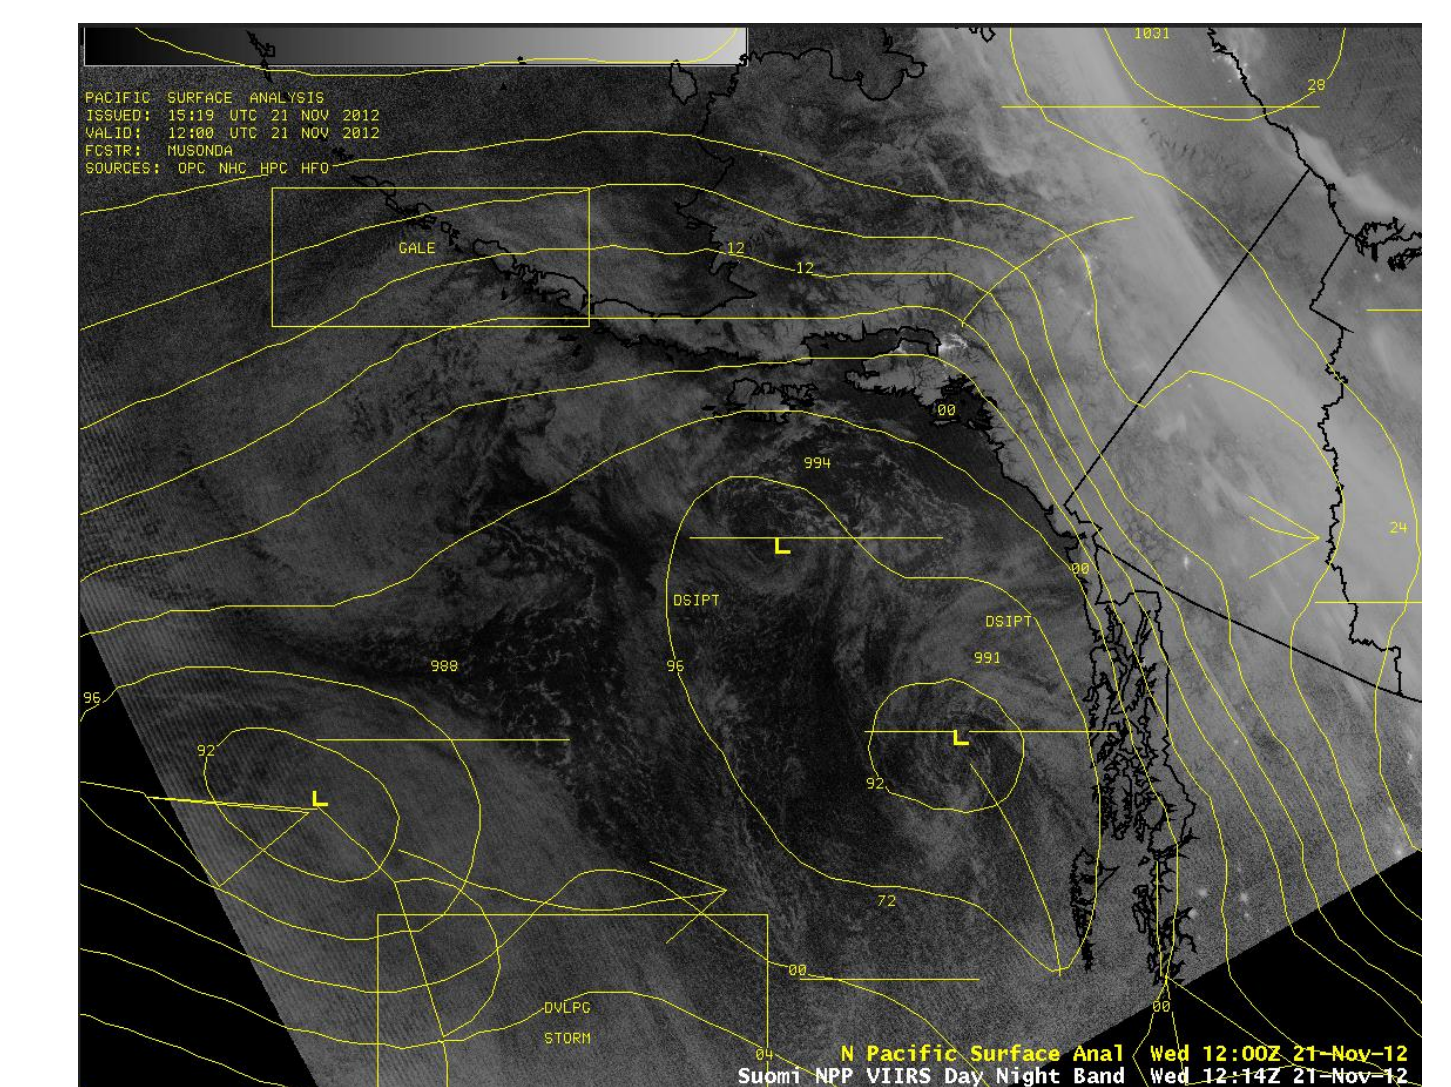 1031
28
PACIFIC SURFACE ANALYSIS
ISSUED: 15:19 UTC 21 NOV 2012
VALID: 12:00 UTC 21 NOV 2012
FCSTR: MUSONDA
SOURCES: OPC NHC HPC HFO
GALE
12
12
00
994
24
00
DSIPT
DSIPT
991
96
988
L
96
92
L
92
L
72
00
DVLPG
00
STORM
04
N Pacific Surface Anal Wed 12:00Z 21-Nov-12
Suomi NPP VIIRS Day Night Band Wed 12:14Z 21-Nov-12